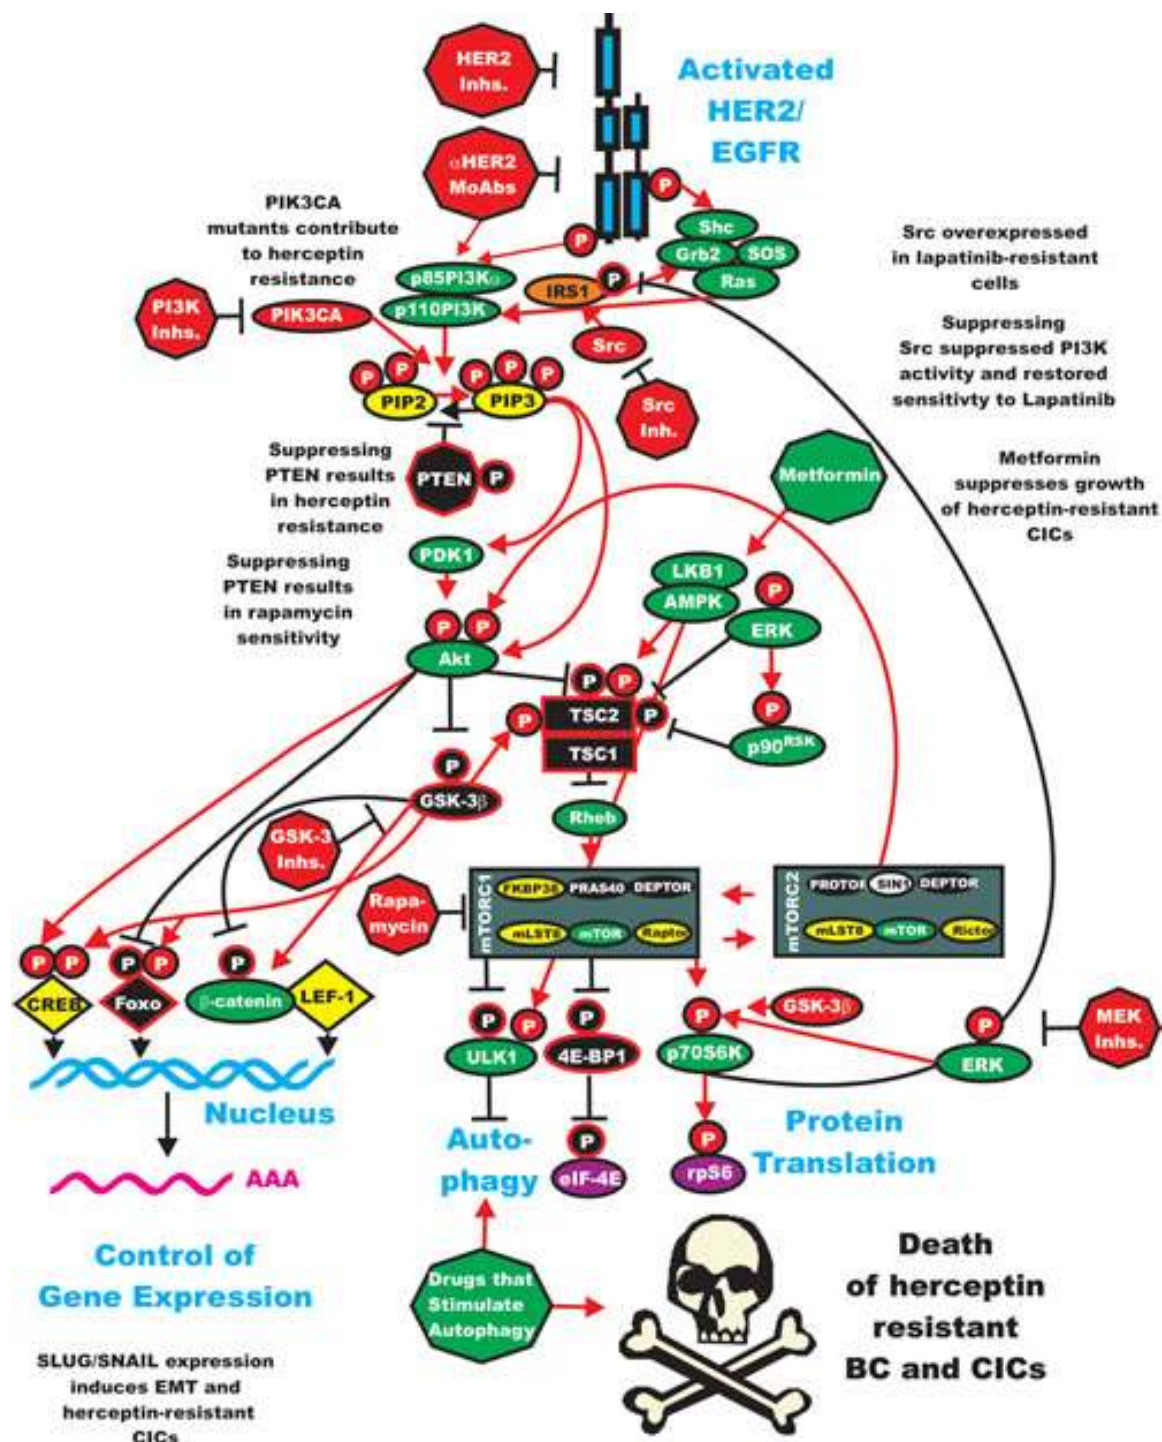 HER2
Inhs.
Activated
HER2/
EGFR
αHER2
MoAbs
P
PIK3CA
mutants contribute
to herceptin
resistance
P
Shc
Grb2
SOS
Ras
Src overexpressed
in lapatinib-resistant
cells
p85PI3Kα
p110PI3K
IRS1
P
PI3K
Inhs.
PIK3CA
Src
Suppressing
Src suppressed PI3K
activity and restored
sensitivty to Lapatinib
P
P
P
P
P
PIP2
PIP3
Src
Inh.
Suppressing
PTEN results
in herceptin
resistance
PTEN
P
Metformin
Metformin
suppresses growth
of herceptin-resistant
CICs
PDK1
Suppressing
PTEN results
in rapamycin
sensitivity
LKB1
AMPK
P
ERK
P
P
Akt
P
P
P
TSC2
P
TSC1
P
p90RSK
P
GSK-3β
Rheb
GSK-3
Inhs.
Rapa-
mycin
mTORC1
FKBP38
PRAS40
DEPTOR
mLST8
mTOR
Raptor
mTORC2
PROTOR
SIN1
DEPTOR
mLST8
mTOR
Rictor
P
P
P
P
P
CREB
Foxo
β-catenin
LEF-1
P
P
ULK1
P
4E-BP1
P
p70S6K
GSK-3β
P
ERK
MEK
Inhs.
Nucleus
AAA
Auto-
phagy
P
eIF-4E
P
rpS6
Protein
Translation
Control of
Gene Expression
Drugs that
Stimulate
Autophagy
Death
of herceptin
resistant
BC and CICs
SLUG/SNAIL expression
induces EMT and
herceptin-resistant
CICs